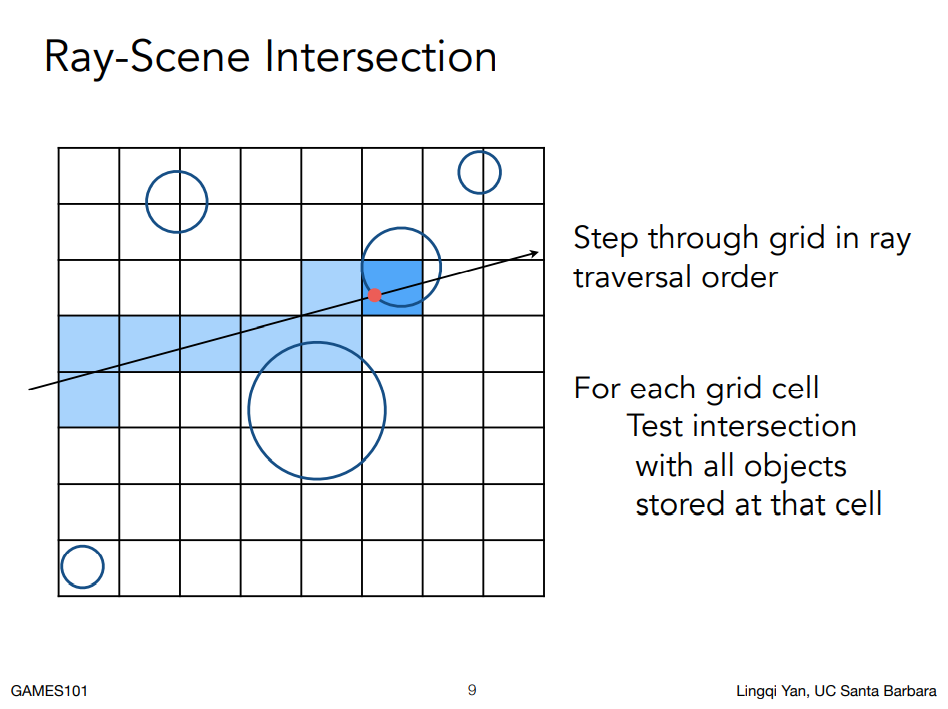 Ray-Scene Intersection
Step through grid in ray
traversal order
For each grid cell
Test intersection
with all objects
stored at that cell
GAMES101
9
Lingqi Yan, UC Santa Barbara